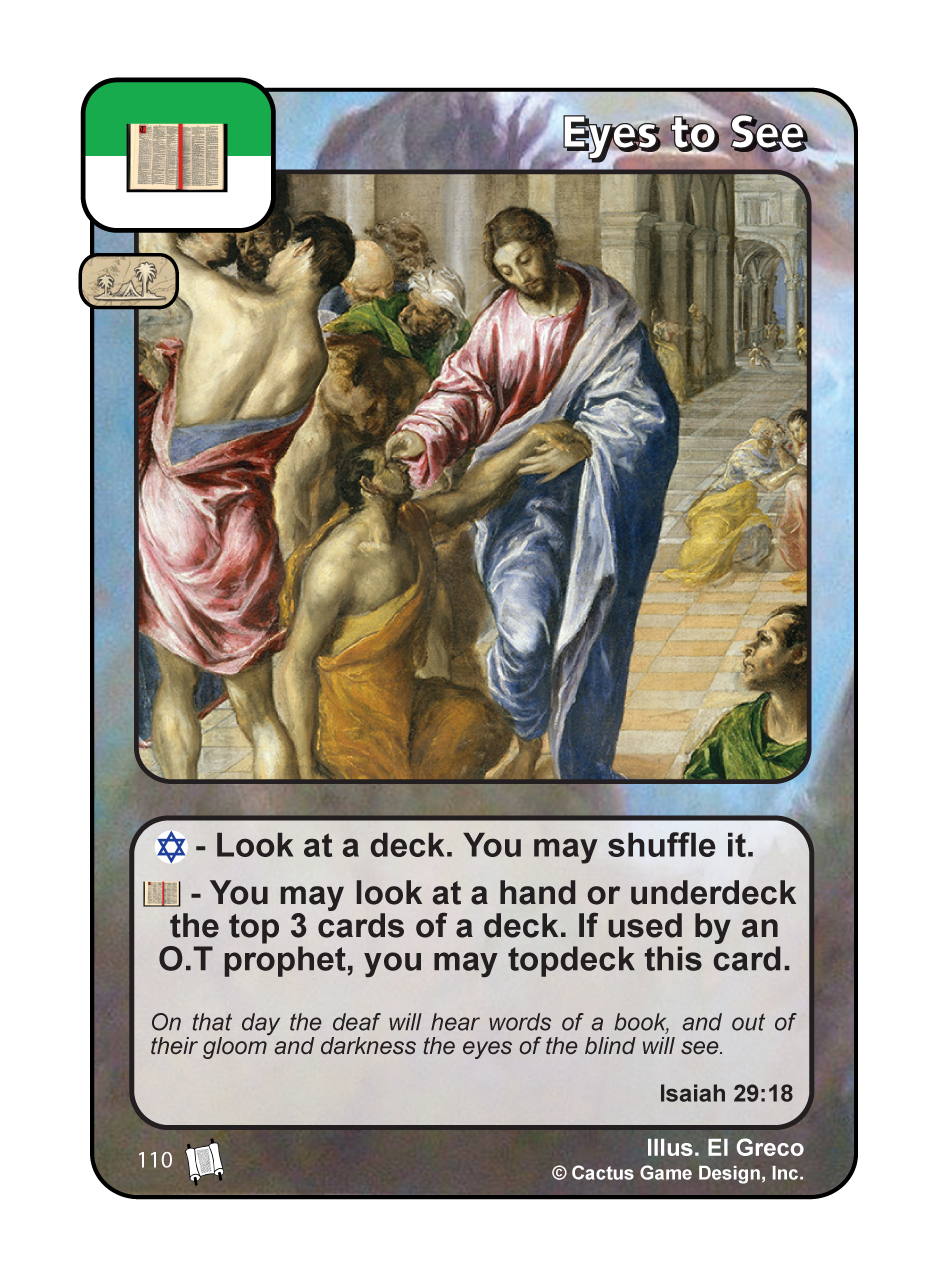 Eyes to See
- Look at a deck. You may shuffle it.
- You may look at a hand or underdeck
the top 3 cards of a deck. If used by an
O.T prophet, you may topdeck this card.
On that day the deaf will hear words of a book, and out of
their gloom and darkness the eyes of the blind will see.
Isaiah 29:18
110
Illus. El Greco
© Cactus Game Design, Inc.